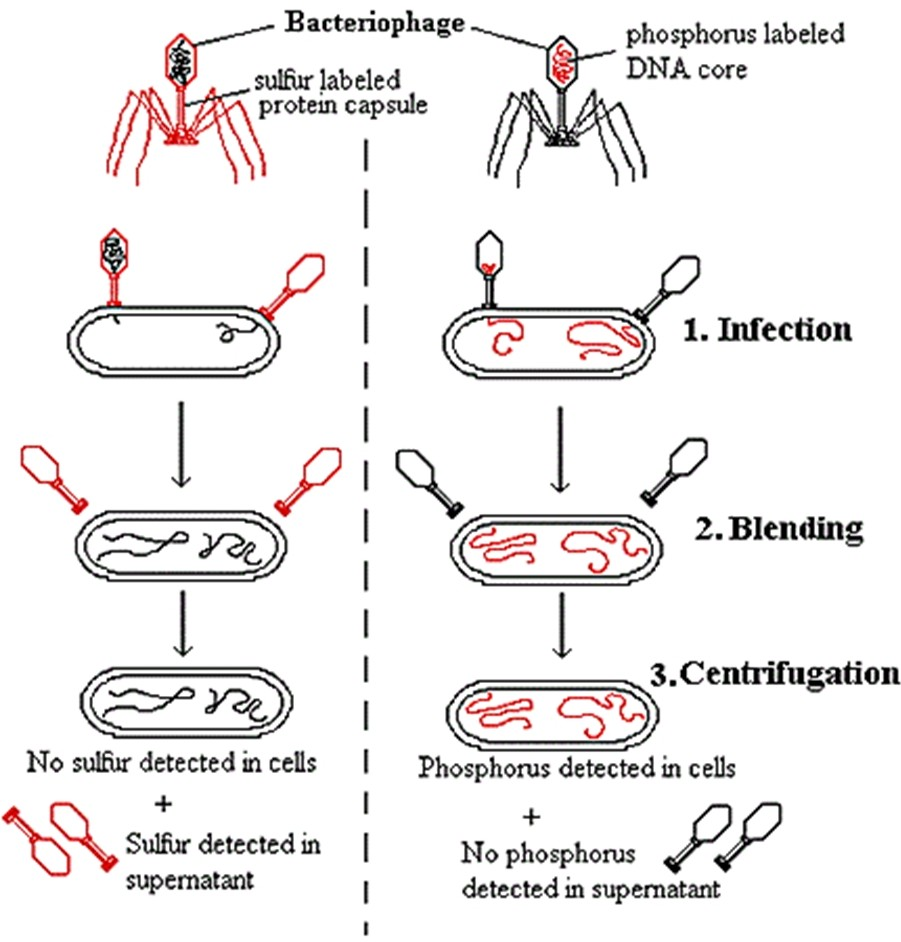 Bacteriophage
phosphorus labeled
DNA core
sulfur labeled
protein capsule
1. Infection
2. Blending
3. Centrifugation
No sulfur detected in cells
+
Sulfur detected in
supernatant
Phosphorus detected in cells
+
No phosphorus
detected in supernatant